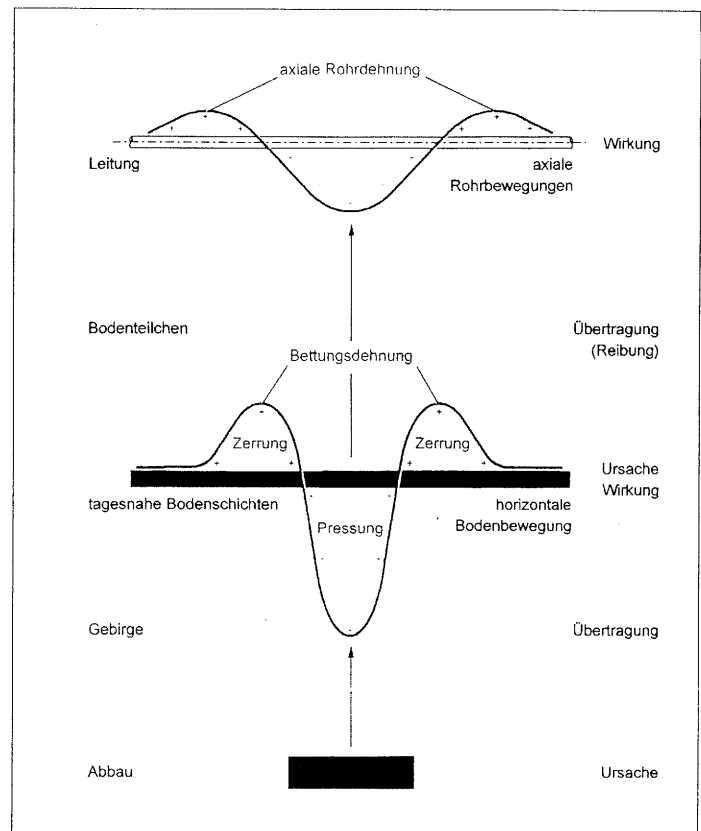 axiale Rohrdehnung
Wirkung
Leitung
axiale
Rohrbewegungen
Bodenteilchen
Übertragung
(Reibung)
Bettungsdehnung
Zerrung
Zerrung
Ursache
Wirkung
tagesnahe Bodenschichten
horizontale
Bodenbewegung
Pressung
Gebirge
Übertragung
Abbau
Ursache